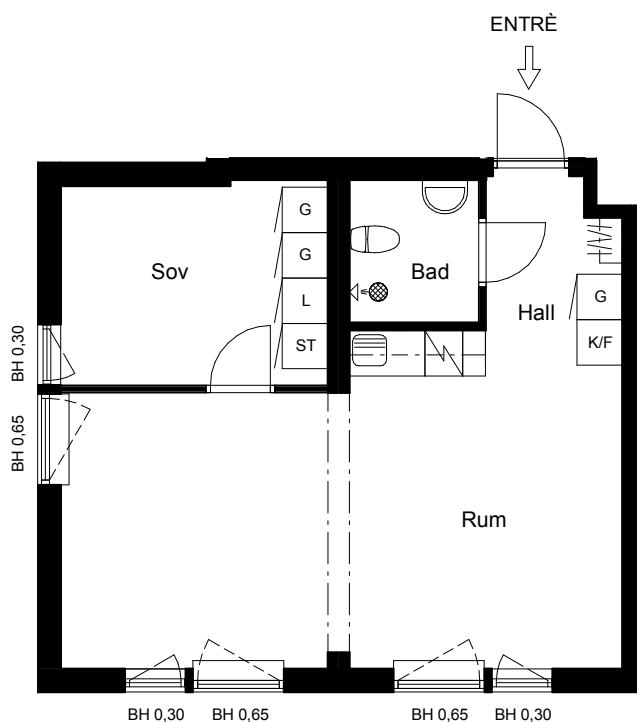 ENTRÈ
G
G
L
ST
Sov
Bad
Hall
G
K/F
BH 0,30
BH 0,65
Rum
BH 0,30
BH 0,65
BH 0,65
BH 0,30